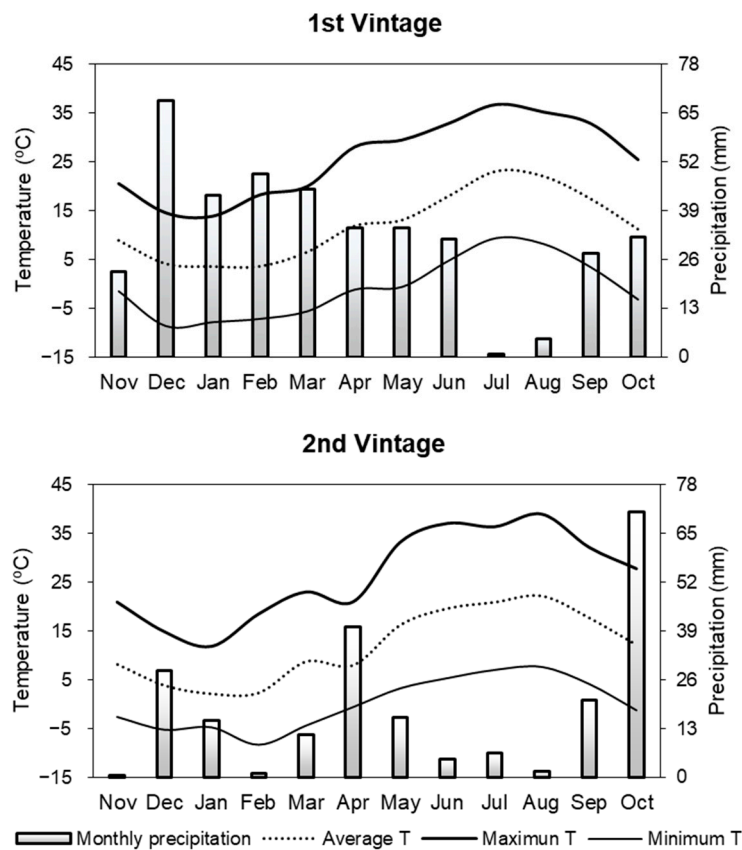 1st Vintage
45 78
35 65
25 52
15 39
5 26
−5 13
−15 0
Temperature (ºC)
Precipitation (mm)
Nov Dec Jan Feb Mar Apr May Jun Jul Aug Sep Oct
2nd Vintage
45 78
35 65
25 52
15 39
5 26
−5 13
−15 0
Temperature (ºC)
Precipitation (mm)
Nov Dec Jan Feb Mar Apr May Jun Jul Aug Sep Oct
Monthly precipitation Average T Maximun T Minimum T